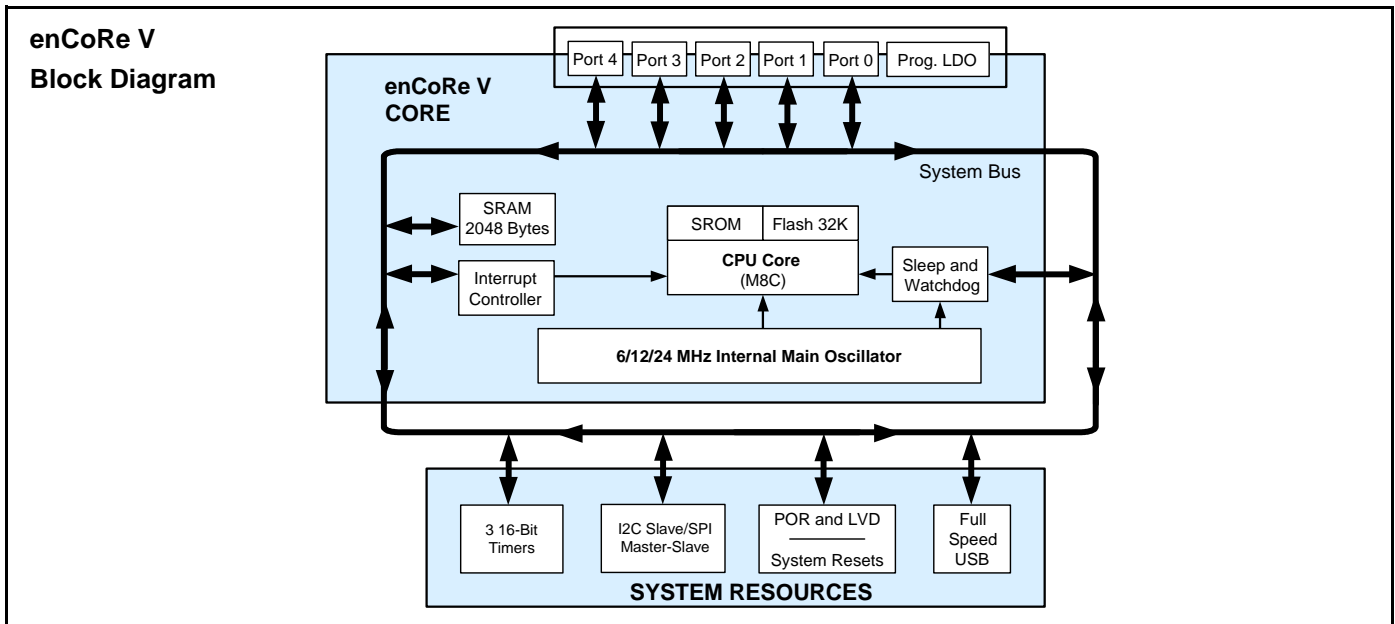 enCoRe V
Block Diagram
Port 4
Port 3
Port 2
Port 1
Port 0
Prog. LDO
enCoRe V
CORE
System Bus
SRAM
2048 Bytes
SROM
Flash 32K
CPU Core
(M8C)
Interrupt
Controller
Sleep and
Watchdog
6/12/24 MHz Internal Main Oscillator
3 16-Bit
Timers
I2C Slave/SPI
Master-Slave
POR and LVD
System Resets
Full
Speed
USB
SYSTEM RESOURCES